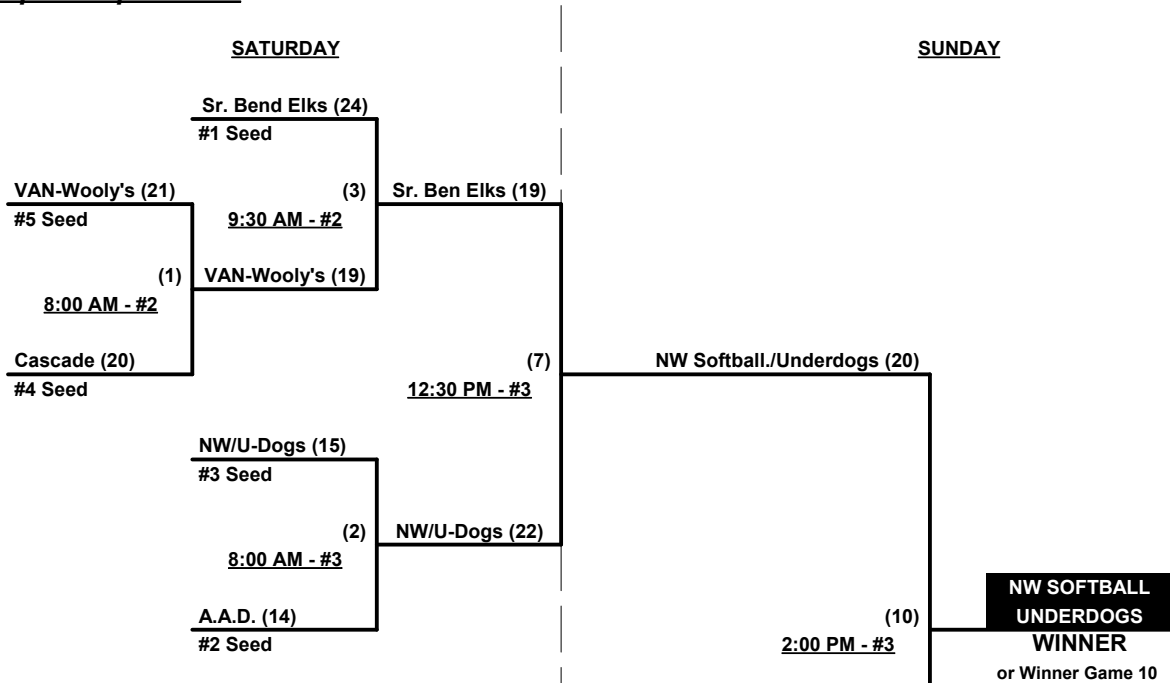 SATURDAY
SUNDAY
Sr. Bend Elks (24)
#1 Seed
VAN-Wooly's (21)
(3)
Sr. Ben Elks (19)
#5 Seed
9:30 AM - #2
(1)
VAN-Wooly's (19)
8:00 AM - #2
Cascade (20)
(7)
NW Softball./Underdogs (20)
#4 Seed
12:30 PM - #3
NW/U-Dogs (15)
#3 Seed
(2)
NW/U-Dogs (22)
8:00 AM - #3
NW SOFTBALL
A.A.D. (14)
(10)
UNDERDOGS
#2 Seed
2:00 PM - #3
WINNER
or Winner Game 10